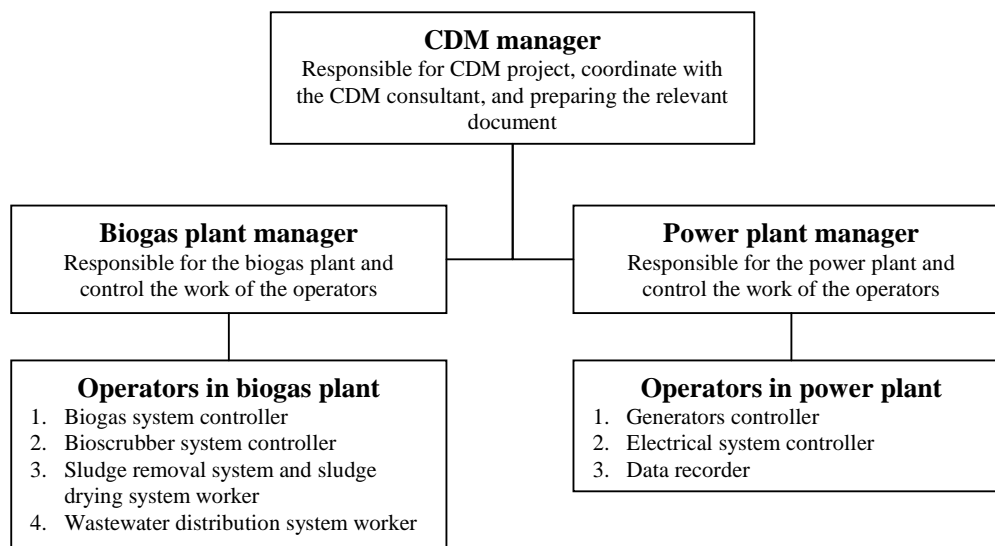 CDM manager
Responsible for CDM project, coordinate with
the CDM consultant, and preparing the relevant
document
Biogas plant manager
Responsible for the biogas plant and
control the work of the operators
Power plant manager
Responsible for the power plant and
control the work of the operators
Operators in biogas plant
1. Biogas system controller
2. Bioscrubber system controller
3. Sludge removal system and sludge
drying system worker
4. Wastewater distribution system worker
Operators in power plant
1. Generators controller
2. Electrical system controller
3. Data recorder